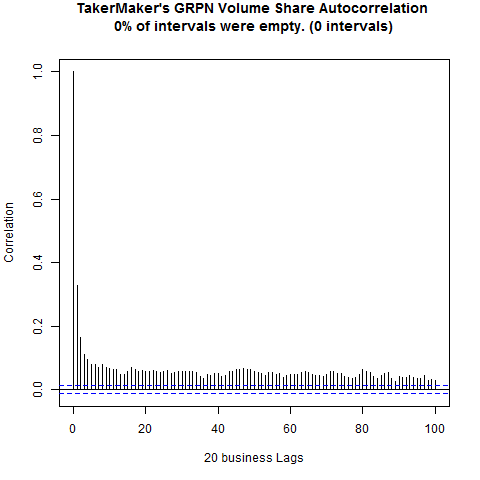 TakerMaker's GRPN Volume Share Autocorrelation
0% of intervals were empty. (0 intervals)
Correlation
1.0
0.8
0.6
0.4
0.2
0.0
0 20 40 60 80 100
20 business Lags